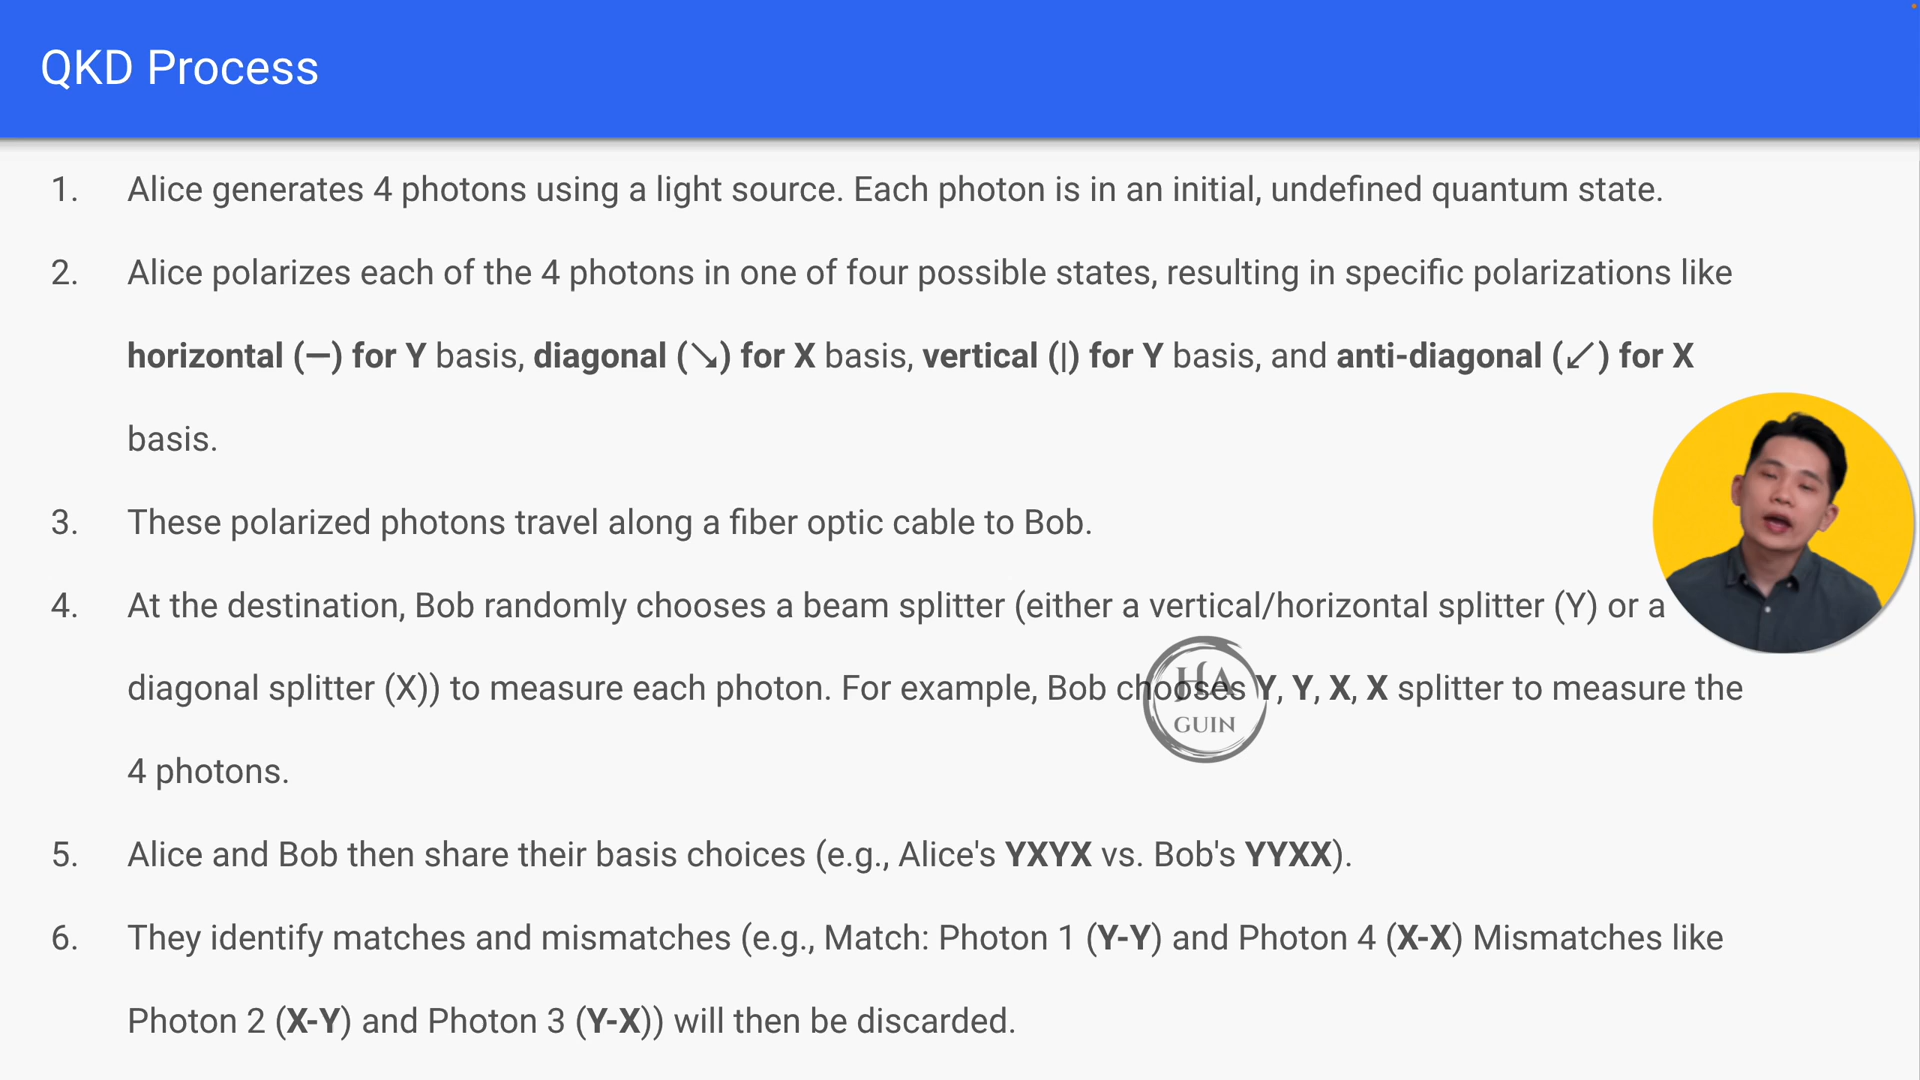 QKD Process
1. Alice generates 4 photons using a light source. Each photon is in an initial, undefined quantum state.
2. Alice polarizes each of the 4 photons in one of four possible states, resulting in specific polarizations like
horizontal (—) for Y basis, diagonal (↘) for X basis, vertical (|) for Y basis, and anti-diagonal (↙) for X
basis.
3. These polarized photons travel along a fiber optic cable to Bob.
4. At the destination, Bob randomly chooses a beam splitter (either a vertical/horizontal splitter (Y) or a
diagonal splitter (X)) to measure each photon. For example, Bob chooses Y, Y, X, X splitter to measure the
GUIN
4 photons.
5. Alice and Bob then share their basis choices (e.g., Alice's YXYX vs. Bob's YYXX).
6. They identify matches and mismatches (e.g., Match: Photon 1 (Y-Y) and Photon 4 (X-X) Mismatches like
Photon 2 (X-Y) and Photon 3 (Y-X)) will then be discarded.